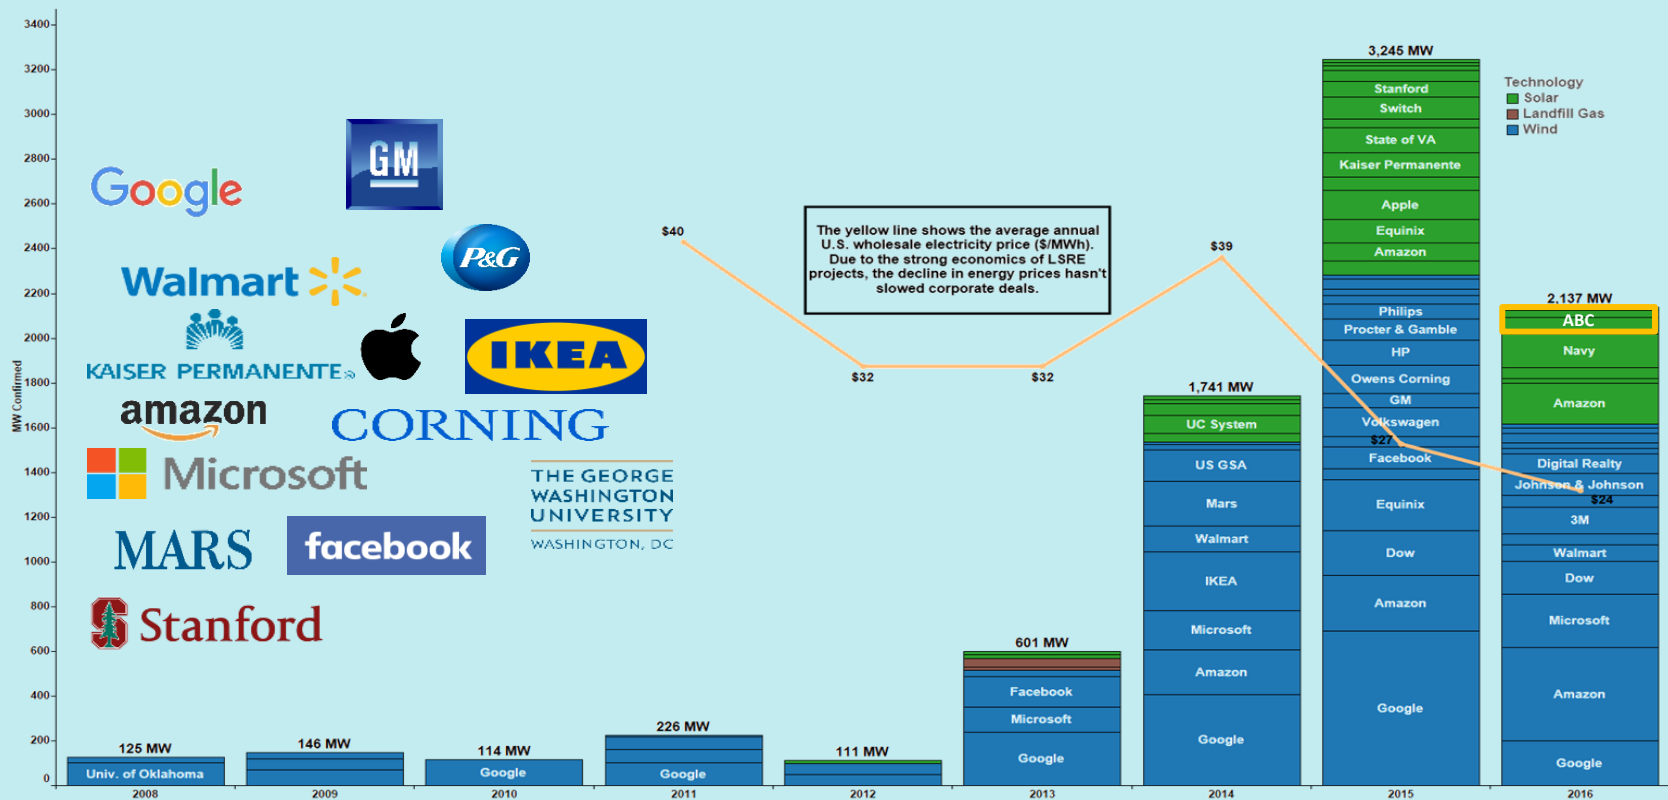 3400
3200
3000
2800
2600
2400
2200
2000
1800
1600
1400
1200
1000
800
600
400
200
0
MW Confirmed
Google
GM
P&G
Walmart
KAISER PERMANENTE®
IKEA
amazon
CORNING
Microsoft
THE GEORGE
WASHINGTON
UNIVERSITY
WASHINGTON, DC
MARS
facebook
S Stanford
The yellow line shows the average annual
U.S. wholesale electricity price ($/MWh).
Due to the strong economics of LSRE
projects, the decline in energy prices hasn't
slowed corporate deals.
$40
$32
$32
$39
$27
$24
Technology
Solar
Landfill Gas
Wind
125 MW
Univ. of Oklahoma
2008
146 MW
2009
114 MW
Google
2010
226 MW
Google
2011
111 MW
2012
601 MW
Facebook
Microsoft
Google
2013
1,741 MW
UC System
US GSA
Mars
Walmart
IKEA
Microsoft
Amazon
Google
2014
3,245 MW
Stanford
Switch
State of VA
Kaiser Permanente
Apple
Equinix
Amazon
Philips
Procter & Gamble
HP
Owens Corning
GM
Volkswagen
Facebook
Equinix
Dow
Amazon
Google
2015
2,137 MW
ABC
Navy
Amazon
Digital Realty
Johnson & Johnson
3M
Walmart
Dow
Microsoft
Amazon
Google
2016